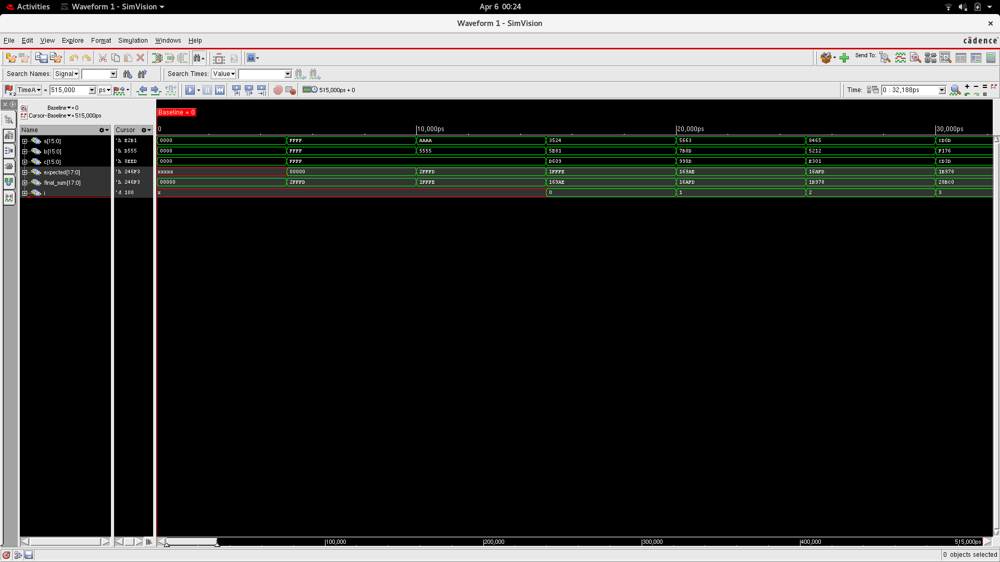 Activities Waveform 1 - SimVision Apr 6 00:24
Waveform 1 - SimVision
File Edit View Explore Format Simulation Windows Help cādence
Send To:
Search Names: Signal Search Times: Value
TimeA = 515,000 ps 515,000ps + 0 Time: 0 : 32,188ps
Baseline = 0
Cursor-Baseline = 515,000ps
Baseline = 0
Name Cursor 0 10,000ps 20,000ps 30,000ps
a[15:0] 'h E2B1 0000 FFFF AAAA 3524 5663 8465 CD0D
b[15:0] 'h D555 0000 FFFF 5555 5E81 7B0D 5212 F176
c[15:0] 'h 8EED 0000 FFFF D609 998D E301 CD3D
expected[17:0] 'h 246F3 xxxxx 00000 2FFFD 1FFFE 169AE 16AFD 1B978
final_sum[17:0] 'h 246F3 00000 2FFFD 1FFFE 169AE 16AFD 1B978 28BC0
i 'd 100 x 0 1 2 3
100,000 200,000 300,000 400,000 515,000ps
0 objects selected